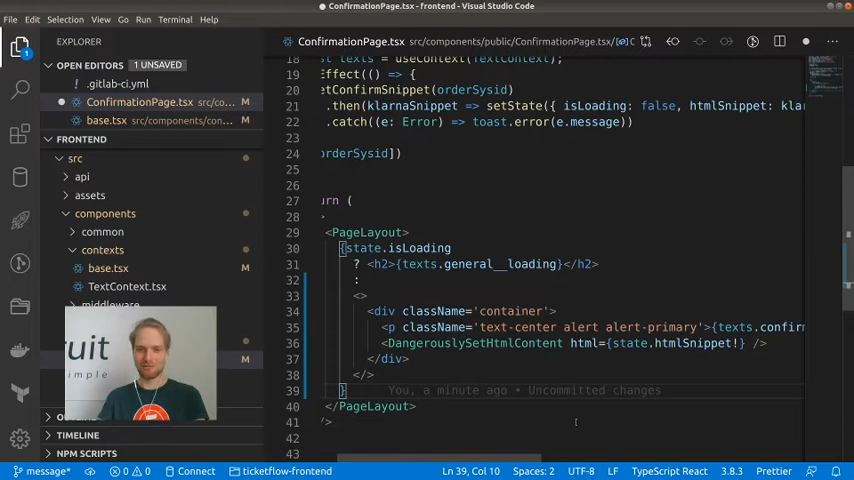 ConfirmationPage.tsx - frontend - Visual Studio Code
File Edit Selection View Go Run Terminal Help
EXPLORER
OPEN EDITORS 1 UNSAVED
.gitlab-ci.yml
ConfirmationPage.tsx src/co... M
base.tsx src/components/con... M
FRONTEND
src
api
assets
components
common
contexts
base.tsx M
TextContext.tsx
middleware
M
TIMELINE
NPM SCRIPTS
1
ruit
simple
ConfirmationPage.tsx src/components/public/ConfirmationPage.tsx/
18 st texts = useContext(TextContext);
19 Effect(() => {
20 etConfirmSnippet(orderSysid)
21 .then(klarnaSnippet => setState({ isLoading: false, htmlSnippet: klar
22 .catch((e: Error) => toast.error(e.message))
23
24 orderSysid])
25
26
27 urn (
28 >
29 <PageLayout>
30 {state.isLoading
31 ? <h2>{texts.general__loading}</h2>
32 :
33 <>
34 <div className='container'>
35 <p className='text-center alert alert-primary'>{texts.confirm
36 <DangerouslySetHtmlContent html={state.htmlSnippet!} />
37 </div>
38 </>
39 } You, a minute ago • Uncommitted changes
40 </PageLayout>
41 />
42
43
message* 0 0 Connect ticketflow-frontend Ln 39, Col 10 Spaces: 2 UTF-8 LF TypeScript React 3.8.3 Prettier